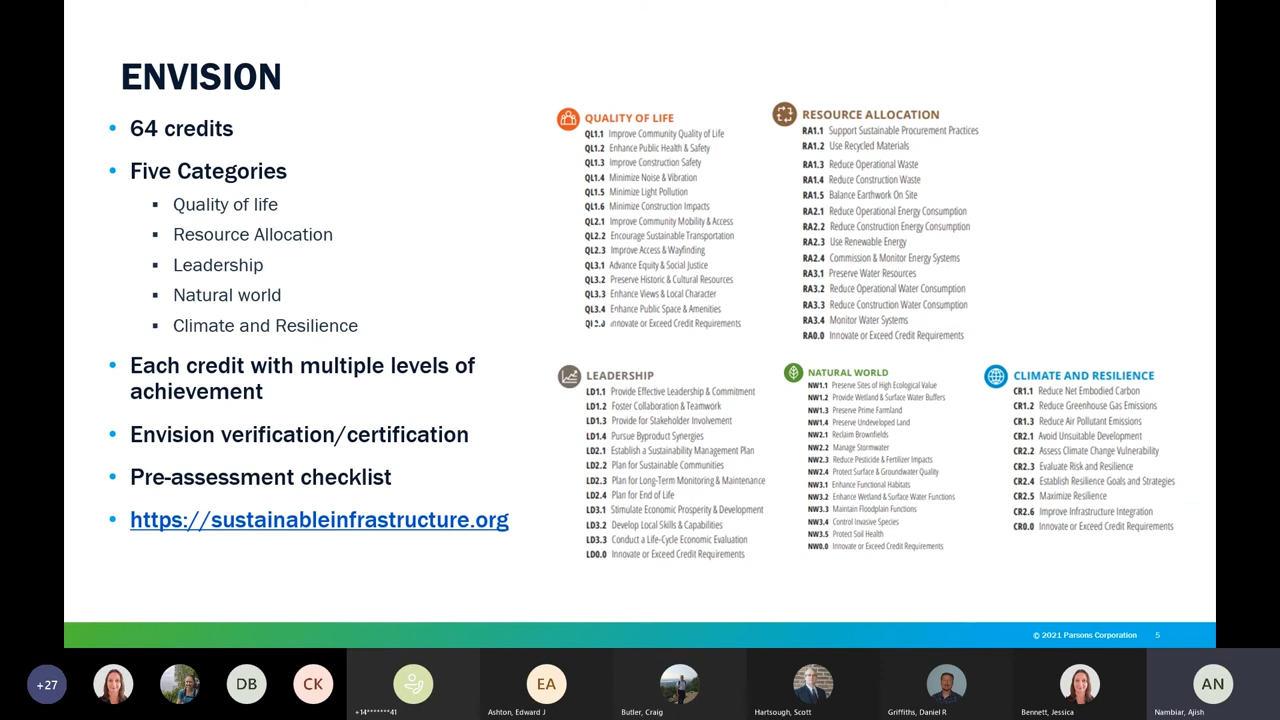 ENVISION
• 64 credits
• Five Categories
▪ Quality of life
▪ Resource Allocation
▪ Leadership
▪ Natural world
▪ Climate and Resilience
• Each credit with multiple levels of
achievement
• Envision verification/certification
• Pre-assessment checklist
• https://sustainableinfrastructure.org
QUALITY OF LIFE
QL1.1 Improve Community Quality of Life
QL1.2 Enhance Public Health & Safety
QL1.3 Improve Construction Safety
QL1.4 Minimize Noise & Vibration
QL1.5 Minimize Light Pollution
QL1.6 Minimize Construction Impacts
QL2.1 Improve Community Mobility & Access
QL2.2 Encourage Sustainable Transportation
QL2.3 Improve Access & Wayfinding
QL3.1 Advance Equity & Social Justice
QL3.2 Preserve Historic & Cultural Resources
QL3.3 Enhance Views & Local Character
QL3.4 Enhance Public Space & Amenities
Innovate or Exceed Credit Requirements
RESOURCE ALLOCATION
RA1.1 Support Sustainable Procurement Practices
RA1.2 Use Recycled Materials
RA1.3 Reduce Operational Waste
RA1.4 Reduce Construction Waste
RA1.5 Balance Earthwork On Site
RA2.1 Reduce Operational Energy Consumption
RA2.2 Reduce Construction Energy Consumption
RA2.3 Use Renewable Energy
RA2.4 Commission & Monitor Energy Systems
RA3.1 Preserve Water Resources
RA3.2 Reduce Operational Water Consumption
RA3.3 Reduce Construction Water Consumption
RA3.4 Monitor Water Systems
RA0.0 Innovate or Exceed Credit Requirements
LEADERSHIP
LD1.1 Provide Effective Leadership & Commitment
LD1.2 Foster Collaboration & Teamwork
LD1.3 Provide for Stakeholder Involvement
LD1.4 Pursue Byproduct Synergies
LD2.1 Establish a Sustainability Management Plan
LD2.2 Plan for Sustainable Communities
LD2.3 Plan for Long-Term Monitoring & Maintenance
LD2.4 Plan for End of Life
LD3.1 Stimulate Economic Prosperity & Development
LD3.2 Develop Local Skills & Capabilities
LD3.3 Conduct a Life-Cycle Economic Evaluation
LD0.0 Innovate or Exceed Credit Requirements
NATURAL WORLD
NW1.1 Preserve Sites of High Ecological Value
NW1.2 Provide Wetland & Surface Water Buffers
NW1.3 Preserve Prime Farmland
NW1.4 Preserve Undeveloped Land
NW2.1 Reclaim Brownfields
NW2.2 Manage Stormwater
NW2.3 Reduce Pesticide & Fertilizer Impacts
NW2.4 Protect Surface & Groundwater Quality
NW3.1 Enhance Functional Habitats
NW3.2 Enhance Wetland & Surface Water Functions
NW3.3 Maintain Floodplain Functions
NW3.4 Control Invasive Species
NW3.5 Protect Soil Health
NW0.0 Innovate or Exceed Credit Requirements
CLIMATE AND RESILIENCE
CR1.1 Reduce Net Embodied Carbon
CR1.2 Reduce Greenhouse Gas Emissions
CR1.3 Reduce Air Pollutant Emissions
CR2.1 Avoid Unsuitable Development
CR2.2 Assess Climate Change Vulnerability
CR2.3 Evaluate Risk and Resilience
CR2.4 Establish Resilience Goals and Strategies
CR2.5 Maximize Resilience
CR2.6 Improve Infrastructure Integration
CR0.0 Innovate or Exceed Credit Requirements
© 2021 Parsons Corporation 5
+27
DB
CK
EA
AN
+14*******41
Ashton, Edward J
Butler, Craig
Hartsough, Scott
Griffiths, Daniel R
Bennett, Jessica
Nambiar, Ajish